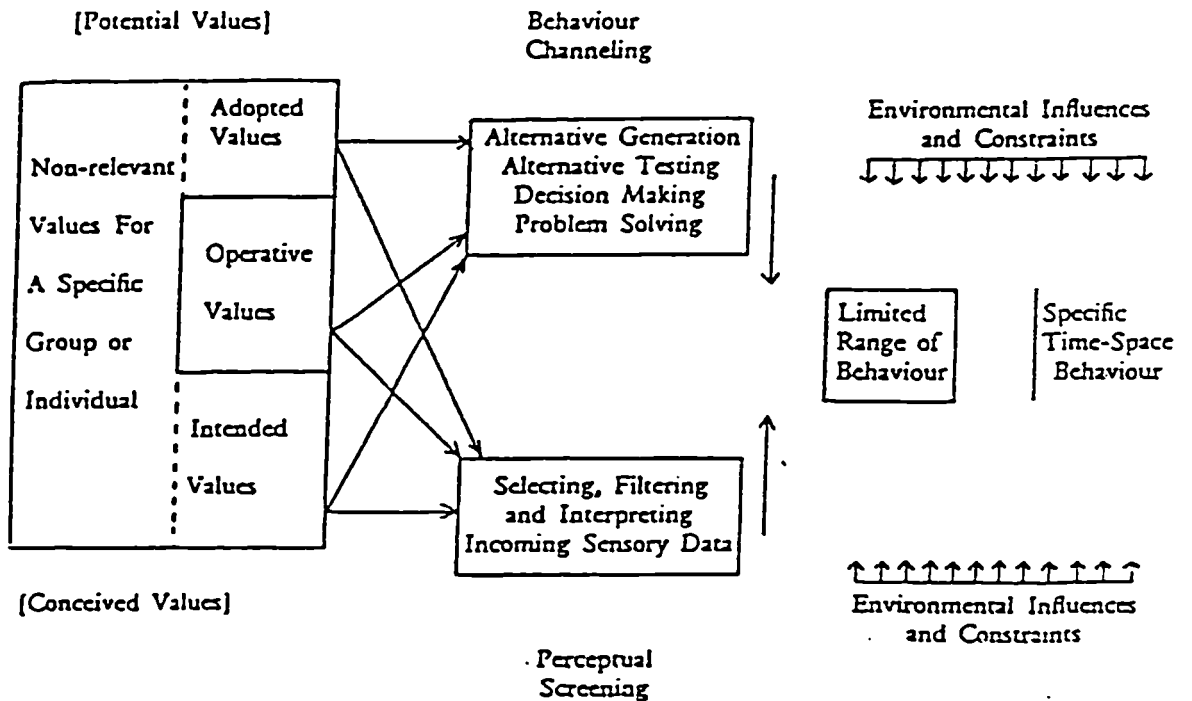 [Potential Values]
Behaviour
Channeling
Adopted
Values
Non-relevant
Values For
A Specific
Group or
Individual
Operative
Values
Intended
Values
Alternative Generation
Alternative Testing
Decision Making
Problem Solving
Environmental Influences
and Constraints
Limited
Range of
Behaviour
Specific
Time-Space
Behaviour
Selecting, Filtering
and Interpreting
Incoming Sensory Data
[Conceived Values]
Environmental Influences
and Constraints
Perceptual
Screening